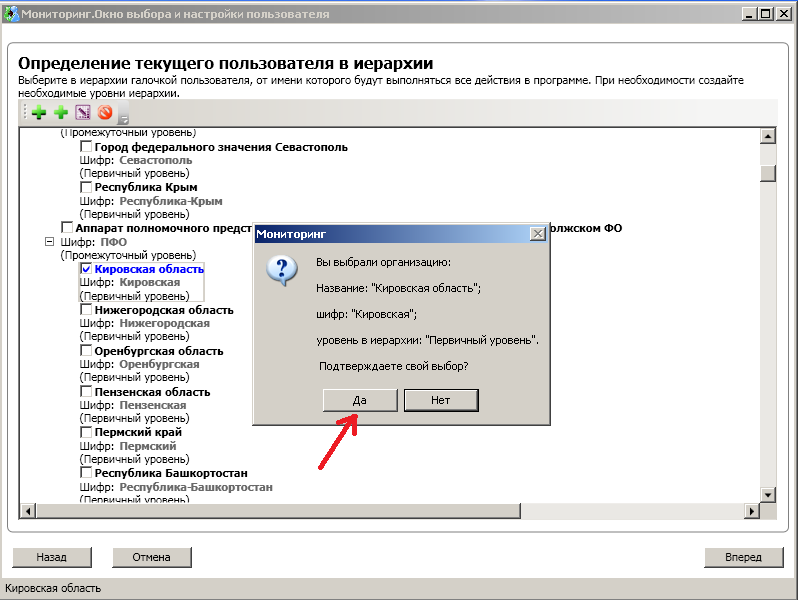 Мониторинг.Окно выбора и настройки пользователя
Определение текущего пользователя в иерархии
Выберите в иерархии галочкой пользователя, от имени которого будут выполняться все действия в программе. При необходимости создайте
необходимые уровни иерархии.
(Промежуточный уровень)
Город федерального значения Севастополь
Шифр: Севастополь
(Первичный уровень)
Республика Крым
Шифр: Республика-Крым
(Первичный уровень)
Аппарат полномочного предст
олжском ФО
Шифр: ПФО
(Промежуточный уровень)
Кировская область
Шифр: Кировская
(Первичный уровень)
Нижегородская область
Шифр: Нижегородская
(Первичный уровень)
Оренбургская область
Шифр: Оренбургская
(Первичный уровень)
Пензенская область
Шифр: Пензенская
(Первичный уровень)
Пермский край
Шифр: Пермский
(Первичный уровень)
Республика Башкортостан
Шифр: Республика-Башкортостан
(Первичный уровень)
Мониторинг
Вы выбрали организацию:
Название: "Кировская область";
шифр: "Кировская";
уровень в иерархии: "Первичный уровень".
Подтверждаете свой выбор?
Да
Нет
Назад
Отмена
Вперед
Кировская область